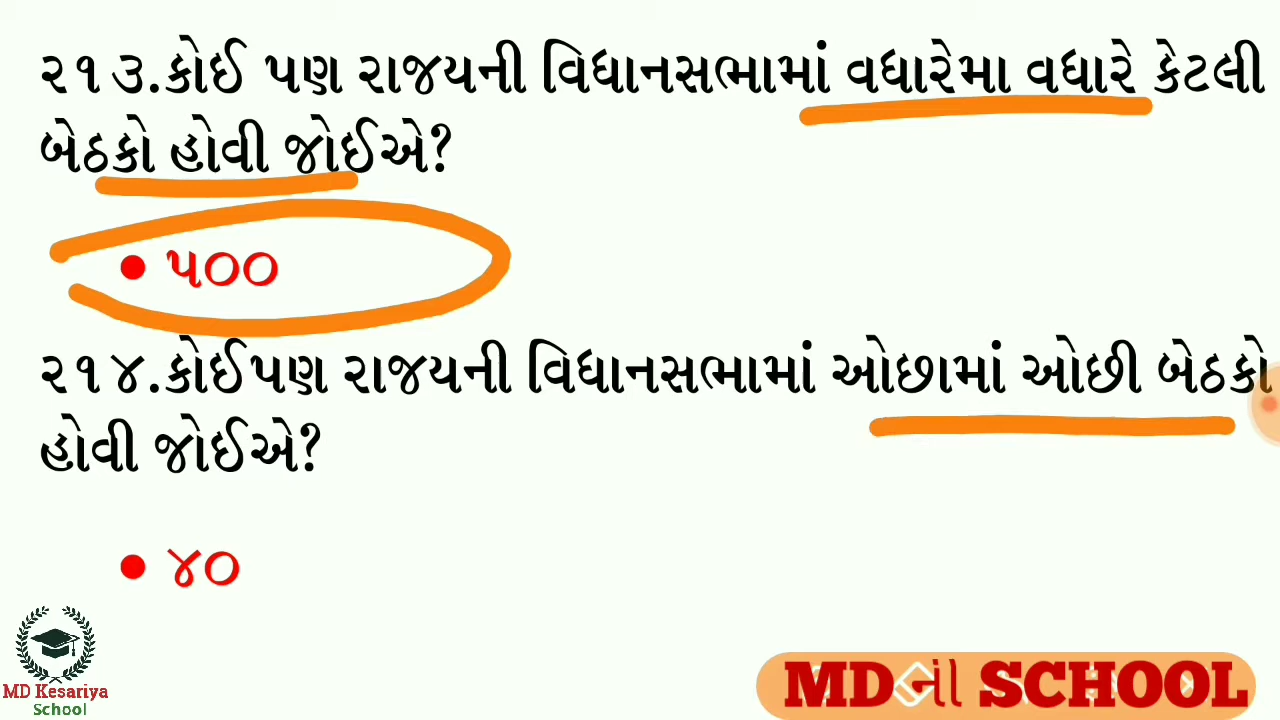 ૨૧૩.કોઈ પણ રાજયની વિધાનસભામાં વધારેમા વધારે કેટલી
બેઠકો હોવી જોઈએ?
• ૫૦૦
૨૧૪.કોઈપણ રાજયની વિધાનસભામાં ઓછામાં ઓછી બેઠકો
હોવી જોઈએ?
• ૪૦
MD Kesariya
School
MDનાં SCHOOL